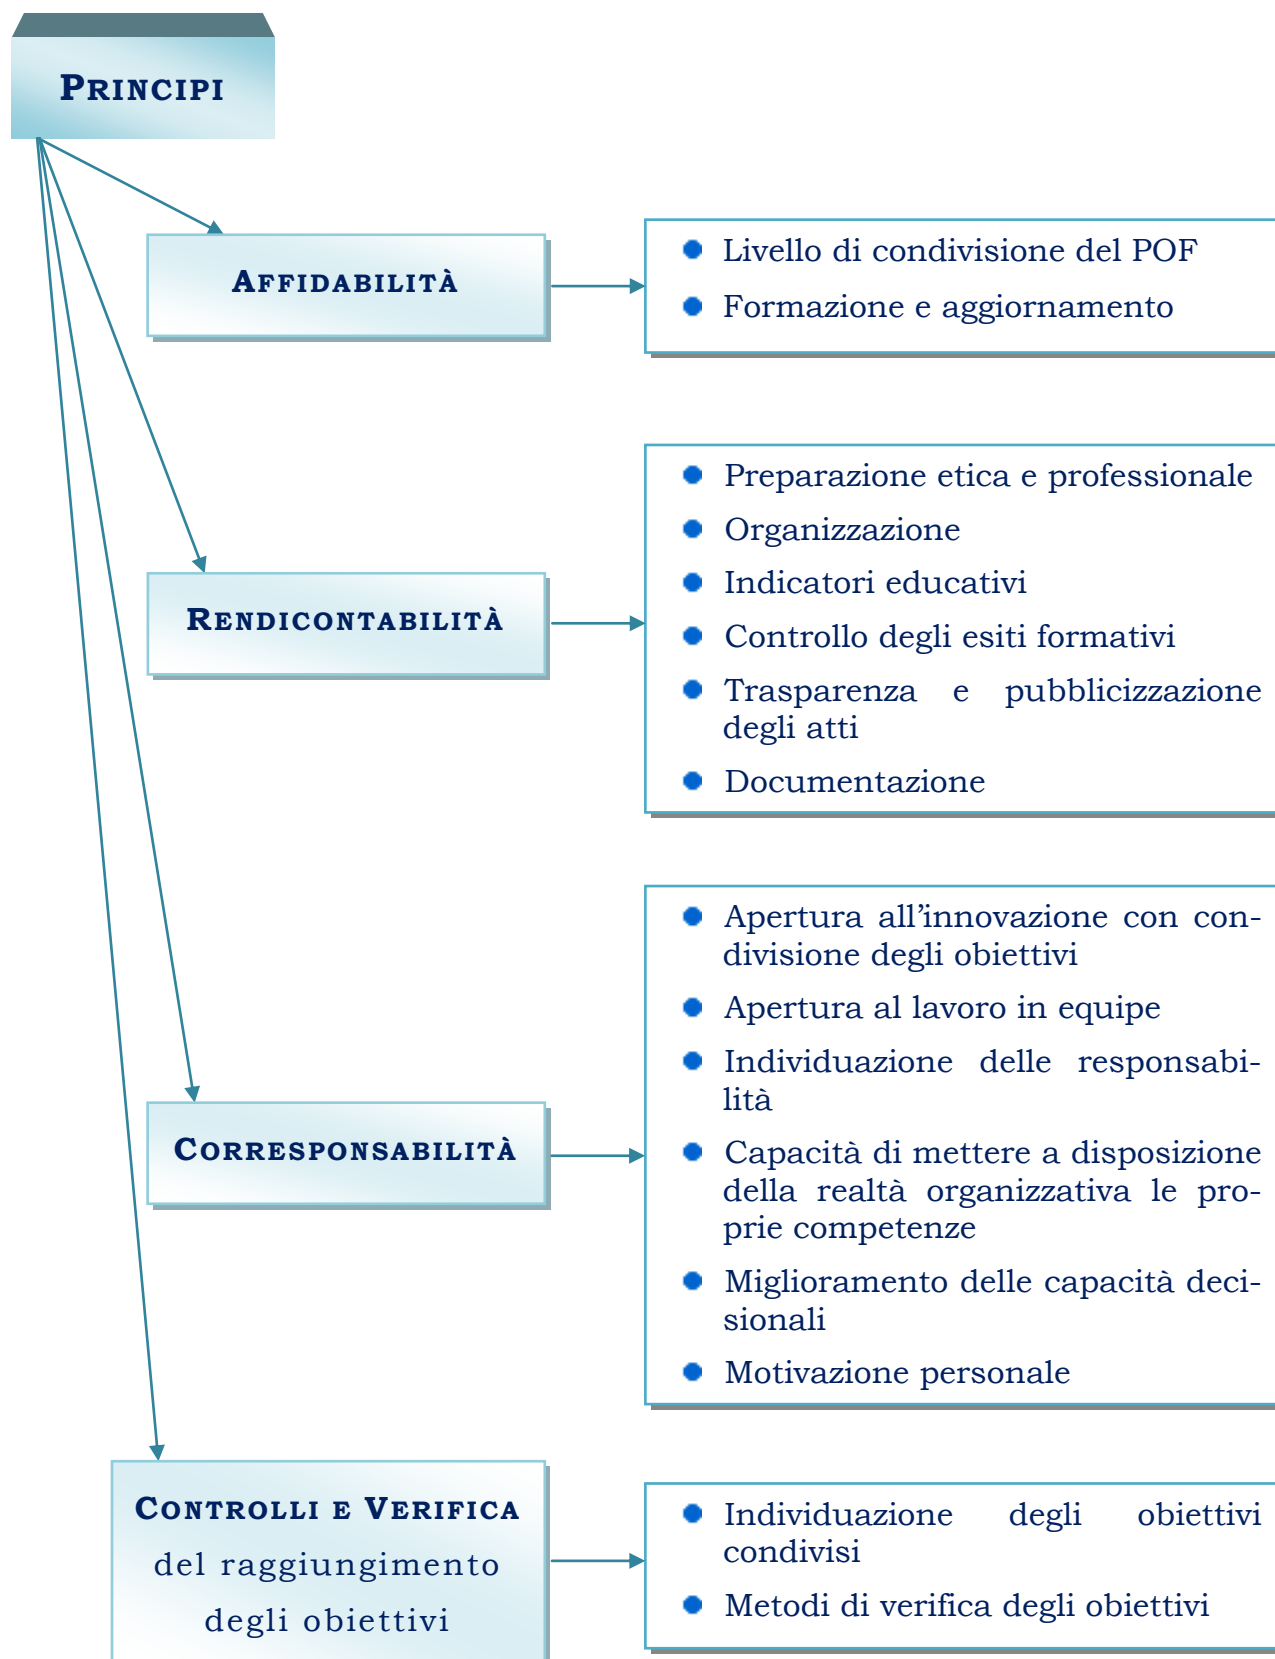 PRINCIPI
AFFIDABILITÀ
Livello di condivisione del POF
Formazione e aggiornamento
RENDICONTABILITÀ
Preparazione etica e professionale
Organizzazione
Indicatori educativi
Controllo degli esiti formativi
Trasparenza e pubblicizzazione
degli atti
Documentazione
CORRESPONSABILITÀ
Apertura all’innovazione con con-
divisione degli obiettivi
Apertura al lavoro in equipe
Individuazione delle responsabi-
lità
Capacità di mettere a disposizione
della realtà organizzativa le pro-
prie competenze
Miglioramento delle capacità deci-
sionali
Motivazione personale
CONTROLLI E VERIFICA
del raggiungimento
degli obiettivi
Individuazione degli obiettivi
condivisi
Metodi di verifica degli obiettivi